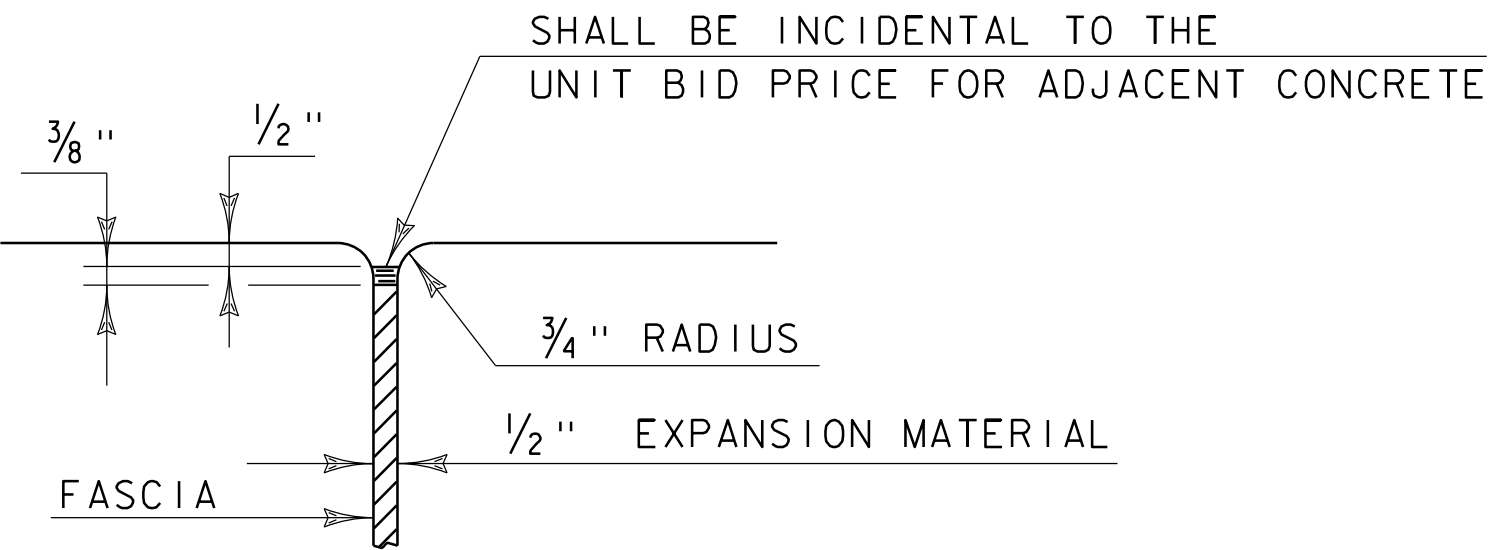 SHALL BE INCIDENTAL TO THE
UNIT BID PRICE FOR ADJACENT CONCRETE
1/2"
3/8"
3/4" RADIUS
1/2" EXPANSION MATERIAL
FASCIA